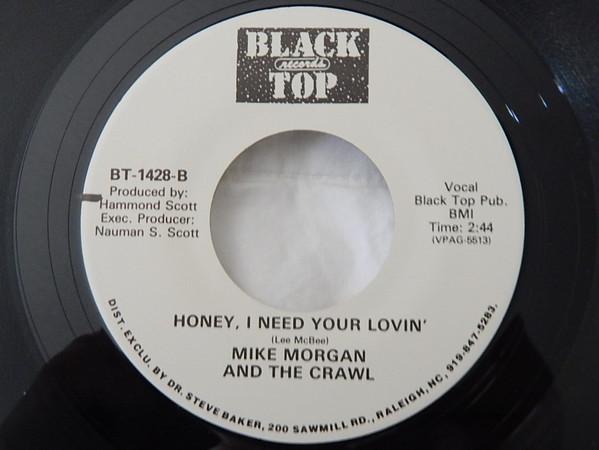 BLACK
records
TOP
BT-1428-B
Produced by:
Hammond Scott
Exec. Producer:
Nauman S. Scott
Vocal
Black Top Pub.
BMI
Time: 2:44
(VPAG-5513)
HONEY, I NEED YOUR LOVIN'
(Lee McBee)
MIKE MORGAN
AND THE CRAWL
DIST. EXCLU. BY DR. STEVE BAKER, 200 SAWMILL RD., RALEIGH, NC, 919-847-5283.